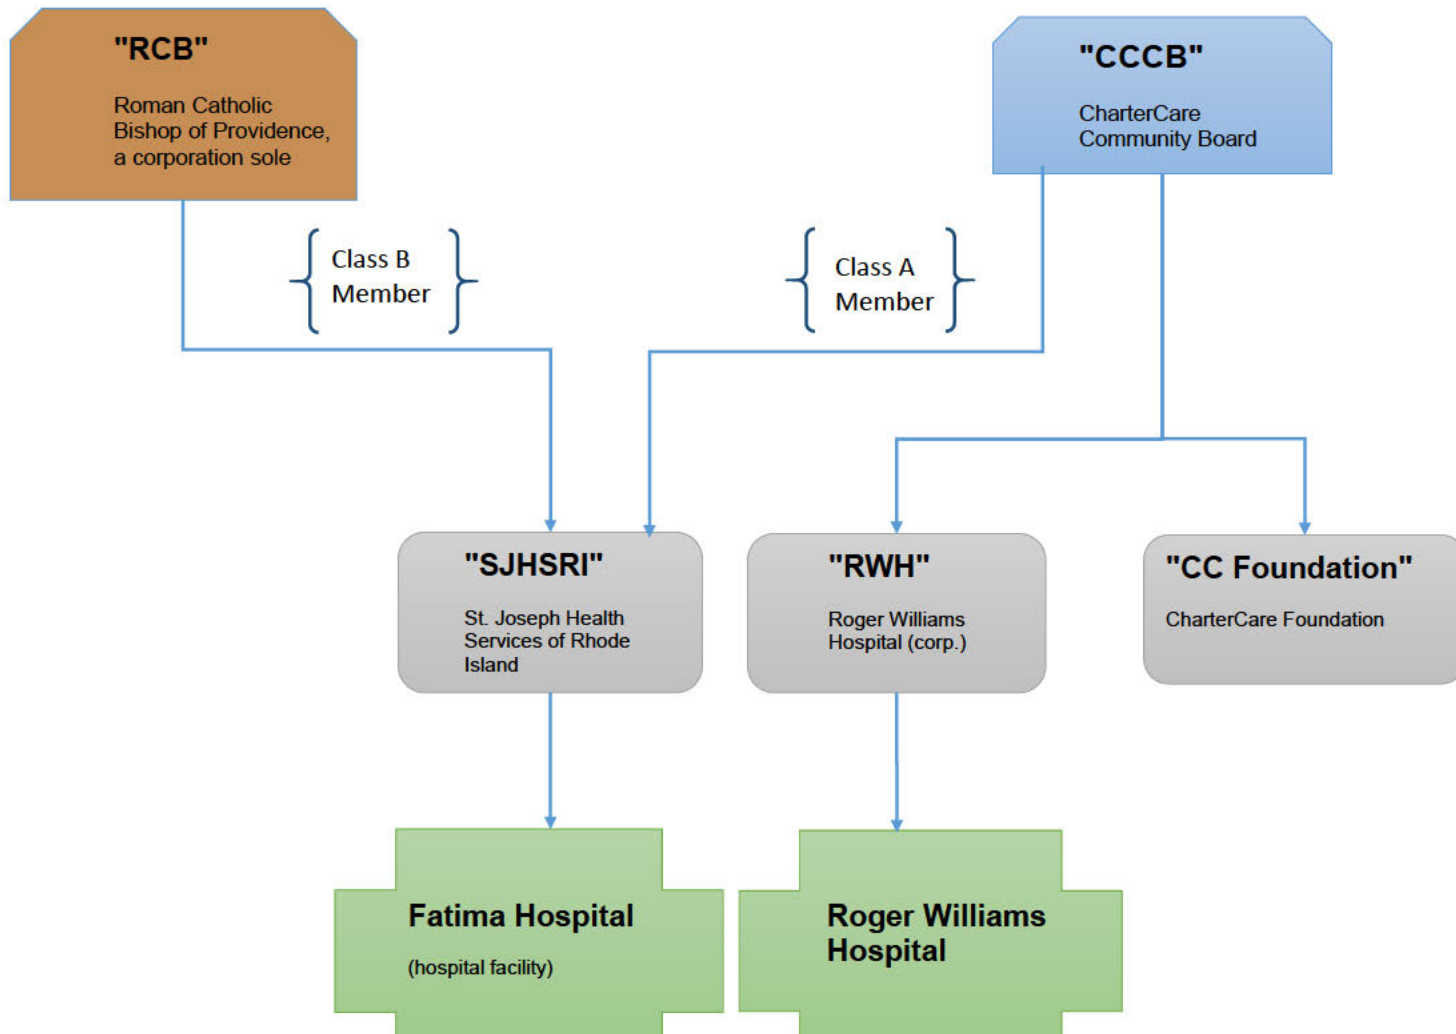 "RCB"
Roman Catholic
Bishop of Providence,
a corporation sole
"CCCB"
CharterCare
Community Board
Class B
Member
Class A
Member
"SJHSRI"
St. Joseph Health
Services of Rhode
Island
"RWH"
Roger Williams
Hospital (corp.)
"CC Foundation"
CharterCare Foundation
Fatima Hospital
(hospital facility)
Roger Williams
Hospital